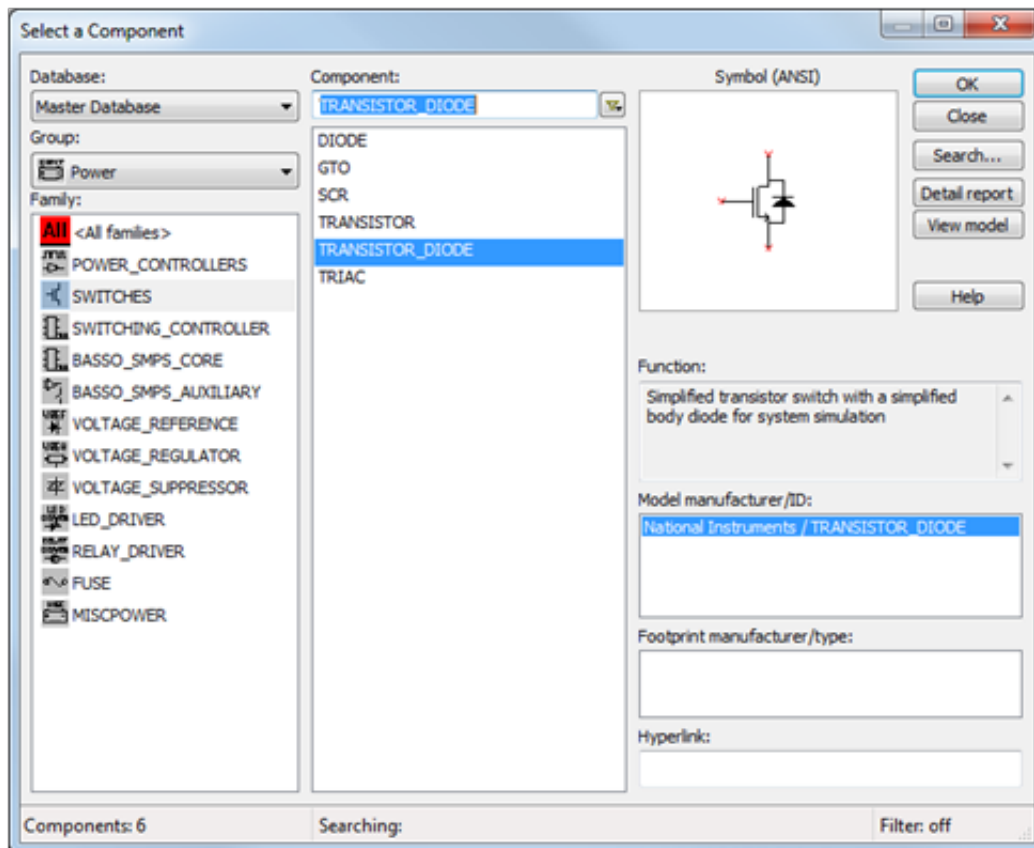 Select a Component
Database:
Master Database
Group:
Power
Family:
All <All families>
POWER_CONTROLLERS
SWITCHES
SWITCHING_CONTROLLER
BASSO_SMPS_CORE
BASSO_SMPS_AUXILIARY
VOLTAGE_REFERENCE
VOLTAGE_REGULATOR
VOLTAGE_SUPPRESSOR
LED_DRIVER
RELAY_DRIVER
FUSE
MISCPOWER
Component:
TRANSISTOR_DIODE
DIODE
GTO
SCR
TRANSISTOR
TRANSISTOR_DIODE
TRIAC
Symbol (ANSI)
OK
Close
Search...
Detail report
View model
Help
Function:
Simplified transistor switch with a simplified
body diode for system simulation
Model manufacturer/ID:
National Instruments / TRANSISTOR_DIODE
Footprint manufacturer/type:
Hyperlink:
Components: 6
Searching:
Filter: off